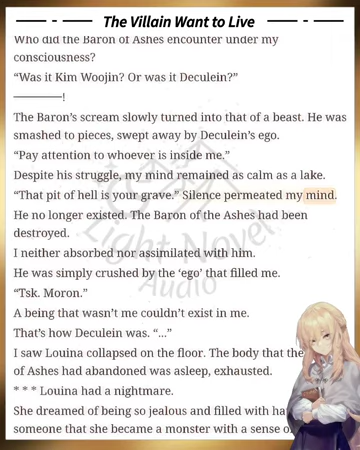 The Villain Want to Live
Who did the Baron of Ashes encounter under my
consciousness?
“Was it Kim Woojin? Or was it Deculein?”
—————!
The Baron’s scream slowly turned into that of a beast. He was
smashed to pieces, swept away by Deculein’s ego.
“Pay attention to whoever is inside me.”
Despite his struggle, my mind remained as calm as a lake.
“That pit of hell is your grave.” Silence permeated my mind.
He no longer existed. The Baron of the Ashes had been
destroyed.
I neither absorbed nor assimilated with him.
He was simply crushed by the ‘ego’ that filled me.
“Tsk. Moron.”
A being that wasn’t me couldn’t exist in me.
That’s how Deculein was. “...”
I saw Louina collapsed on the floor. The body that the
of Ashes had abandoned was asleep, exhausted.
* * * Louina had a nightmare.
She dreamed of being so jealous and filled with
someone that she became a monster with a sense
Light Novel
Audio